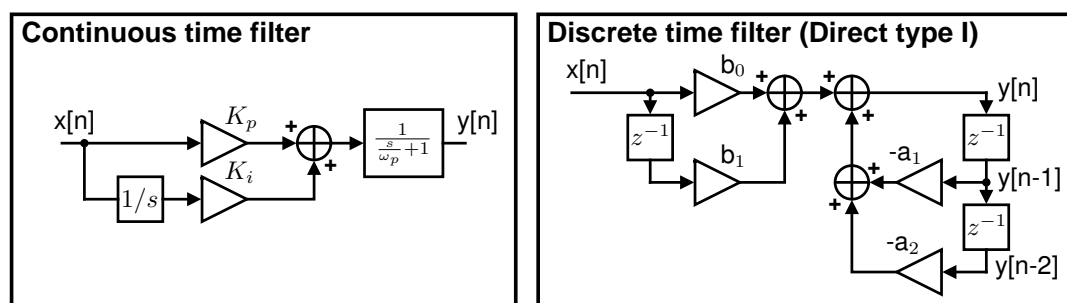 Continuous time filter
x[n]
K_p
+
+
1/s
K_i
1
s/ω_p +1
y[n]
Discrete time filter (Direct type I)
x[n]
b_0
+
+
+
+
y[n]
z^{-1}
b_1
z^{-1}
-a_1
+
+
y[n-1]
z^{-1}
-a_2
y[n-2]